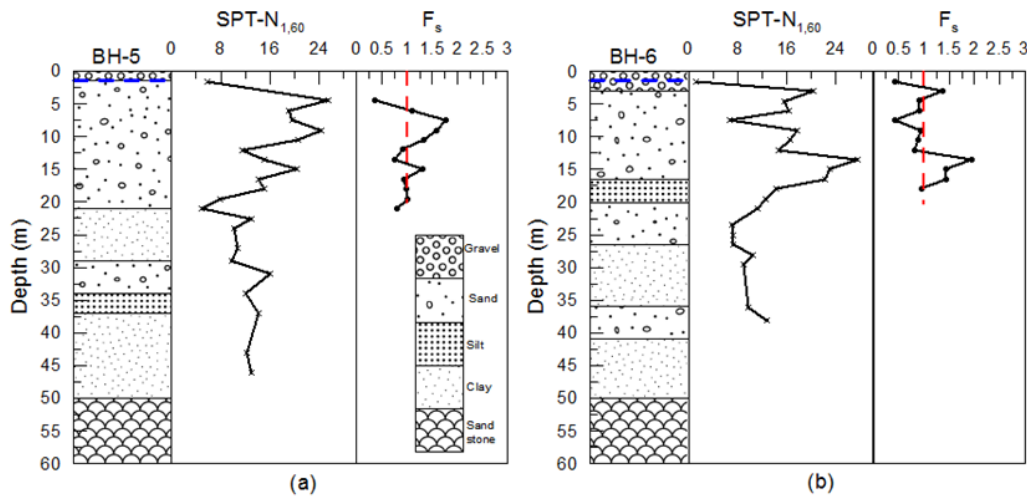 SPT-N1,60
Fs
BH-5
0 8 16 24
0 0.5 1 1.5 2 2.5 3
Depth (m)
0
5
10
15
20
25
30
35
40
45
50
55
60
Gravel
Sand
Silt
Clay
Sand
stone
(a)
SPT-N1,60
Fs
BH-6
0 8 16 24
0 0.5 1 1.5 2 2.5 3
Depth (m)
0
5
10
15
20
25
30
35
40
45
50
55
60
(b)